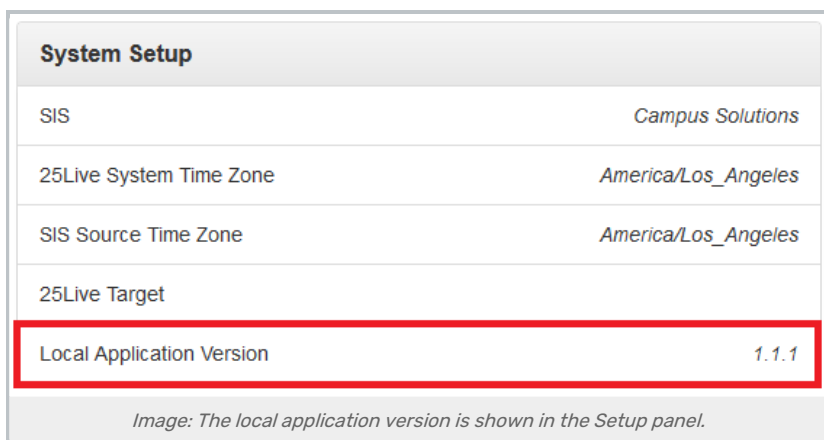 System Setup
SIS Campus Solutions
25Live System Time Zone America/Los_Angeles
SIS Source Time Zone America/Los_Angeles
25Live Target
Local Application Version 1.1.1
Image: The local application version is shown in the Setup panel.